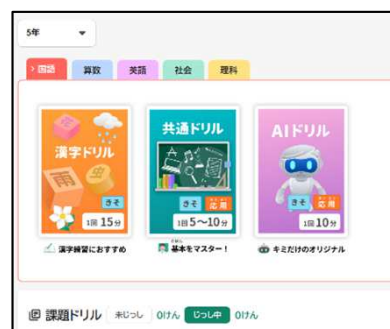 5年
国語 算数 英語 社会 理科
漢字ドリル
雨
虫
きそ
1回15分
漢字練習におすすめ
共通ドリル
きそ 応用
1回5～10分
基本をマスター！
AIドリル
きそ 応用
1回10分
キミだけのオリジナル
課題ドリル 未じっし 0けん じっし中 0けん